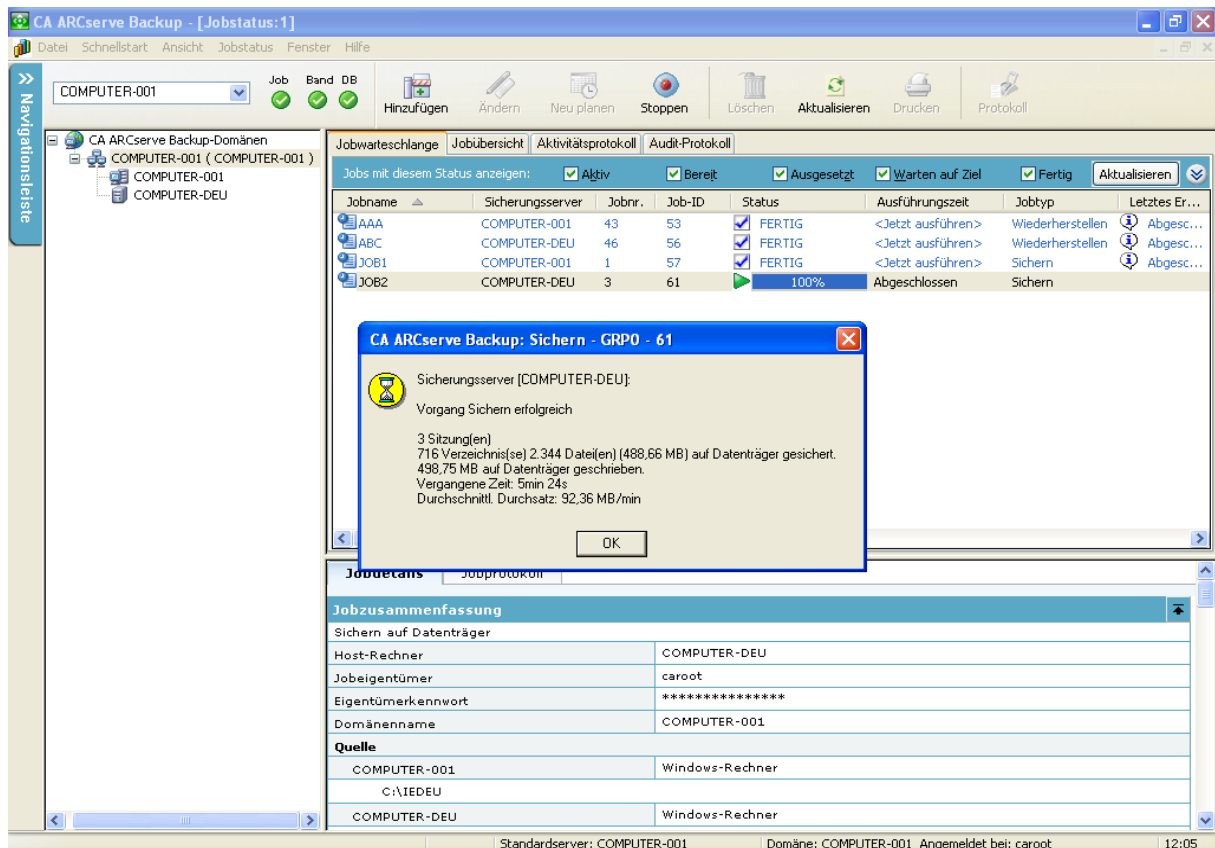 CA ARCserve Backup - [Jobstatus:1]
Datei Schnellstart Ansicht Jobstatus Fenster Hilfe
Navigationsleiste
COMPUTER-001
Job Band DB
Hinzufügen Ändern Neu planen Stoppen Löschen Aktualisieren Drucken Protokoll
CA ARCserve Backup-Domänen
COMPUTER-001 ( COMPUTER-001 )
COMPUTER-001
COMPUTER-DEU
Jobwarteschlange Jobübersicht Aktivitätsprotokoll Audit-Protokoll
Jobs mit diesem Status anzeigen: Aktiv Bereit Ausgesetzt Warten auf Ziel Fertig Aktualisieren
Jobname Sicherungsserver Jobnr. Job-ID Status Ausführungszeit Jobtyp Letztes Er...
AAA COMPUTER-001 43 53 FERTIG <Jetzt ausführen> Wiederherstellen Abgesc...
ABC COMPUTER-DEU 46 56 FERTIG <Jetzt ausführen> Wiederherstellen Abgesc...
JOB1 COMPUTER-001 1 57 FERTIG <Jetzt ausführen> Sichern Abgesc...
JOB2 COMPUTER-DEU 3 61 100% Abgeschlossen Sichern
CA ARCserve Backup: Sichern - GRP0 - 61
Sicherungsserver [COMPUTER-DEU]:
Vorgang Sichern erfolgreich
3 Sitzung(en)
716 Verzeichnis(se) 2.344 Datei(en) (488,66 MB) auf Datenträger gesichert.
498,75 MB auf Datenträger geschrieben.
Vergangene Zeit: 5min 24s
Durchschnittl. Durchsatz: 92,36 MB/min
OK
Jobdetails Jobprotokoll
Jobzusammenfassung
Sichern auf Datenträger
Host-Rechner COMPUTER-DEU
Jobeigentümer caroot
Eigentümerkennwort ***************
Domänenname COMPUTER-001
Quelle
COMPUTER-001 Windows-Rechner
C:\IEDEU
COMPUTER-DEU Windows-Rechner
Standardserver: COMPUTER-001 Domäne: COMPUTER-001 Angemeldet bei: caroot 12:05